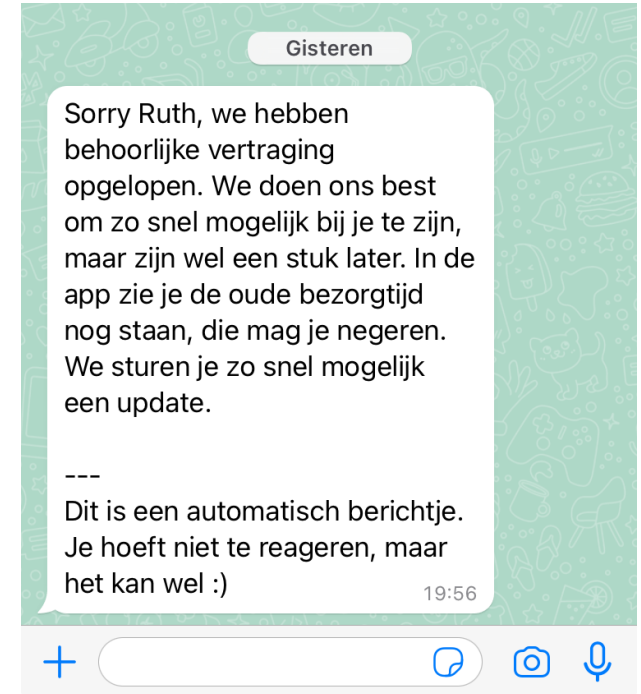 Gisteren
Sorry Ruth, we hebben
behoorlijke vertraging
opgelopen. We doen ons best
om zo snel mogelijk bij je te zijn,
maar zijn wel een stuk later. In de
app zie je de oude bezorgtijd
nog staan, die mag je negeren.
We sturen je zo snel mogelijk
een update.
---
Dit is een automatisch berichtje.
Je hoeft niet te reageren, maar
het kan wel :)
19:56